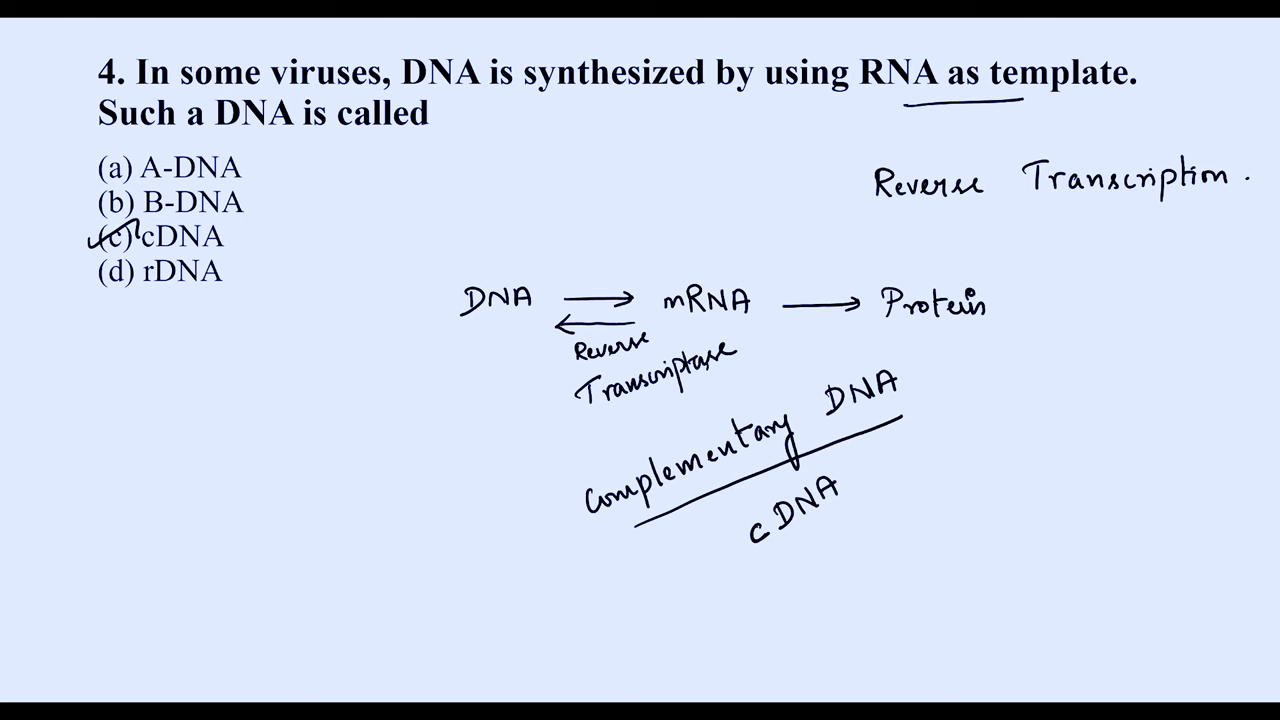 4. In some viruses, DNA is synthesized by using RNA as template.
Such a DNA is called
(a) A-DNA
(b) B-DNA
(c) cDNA
(d) rDNA
Reverse Transcription.
DNA → mRNA → Protein
←
Reverse
Transcriptase
Complementary DNA
cDNA